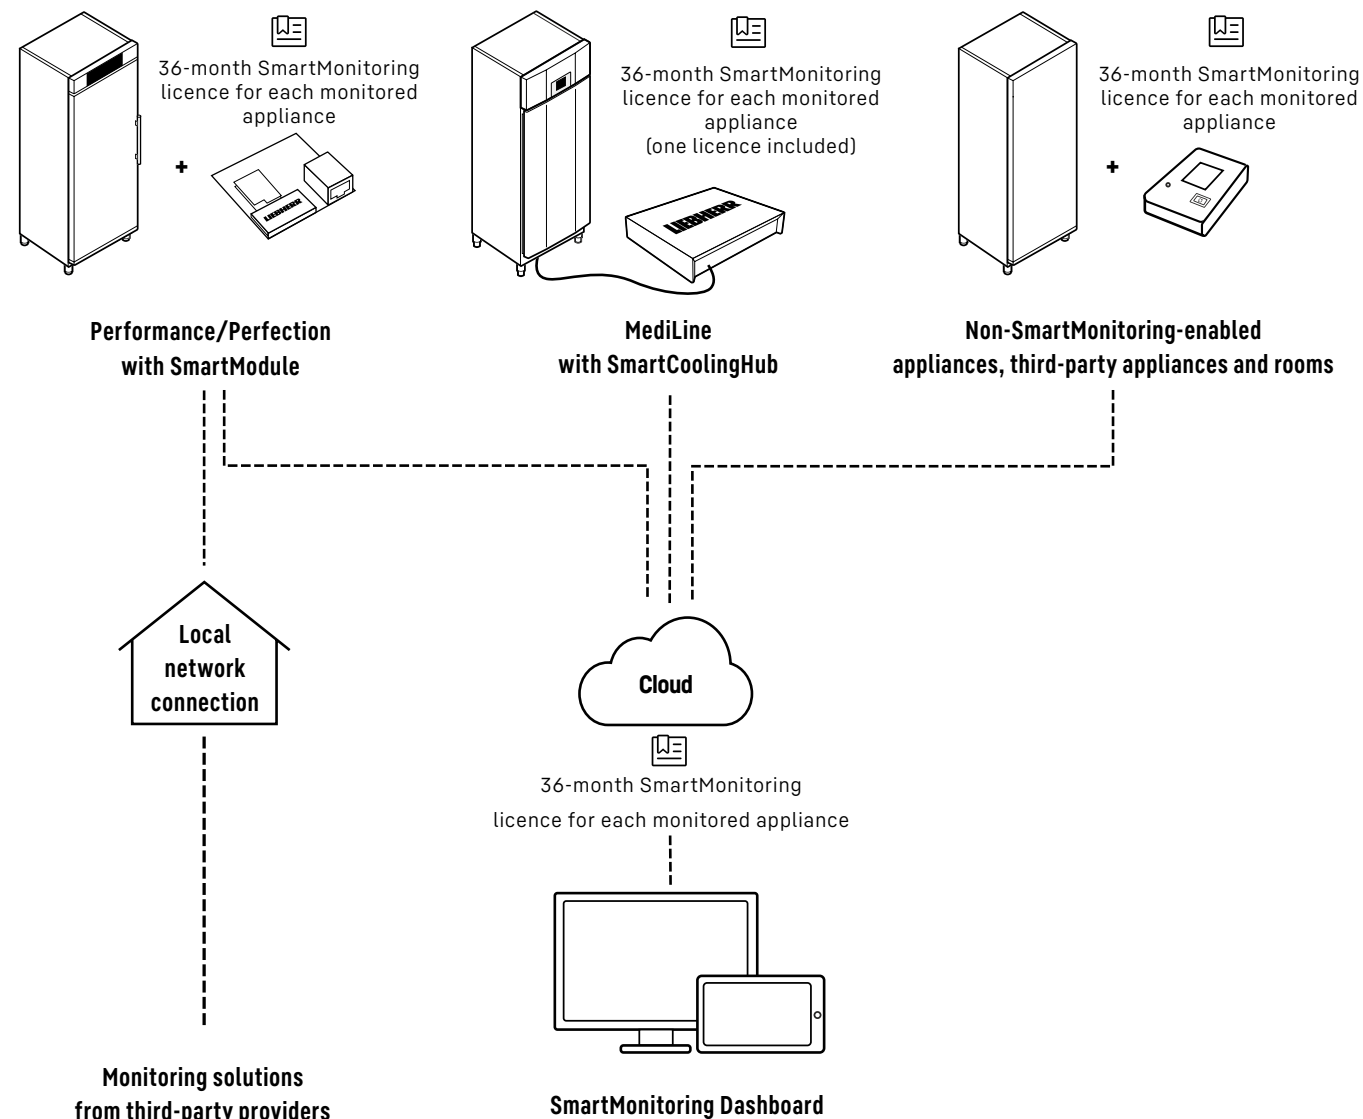 36-month SmartMonitoring
licence for each monitored
appliance
+
LIEBHERR
Performance/Perfection
with SmartModule
36-month SmartMonitoring
licence for each monitored
appliance
(one licence included)
LIEBHERR
MediLine
with SmartCoolingHub
36-month SmartMonitoring
licence for each monitored
appliance
+
Non-SmartMonitoring-enabled
appliances, third-party appliances and rooms
Local
network
connection
Cloud
36-month SmartMonitoring
licence for each monitored appliance
Monitoring solutions
from third-party providers
SmartMonitoring Dashboard